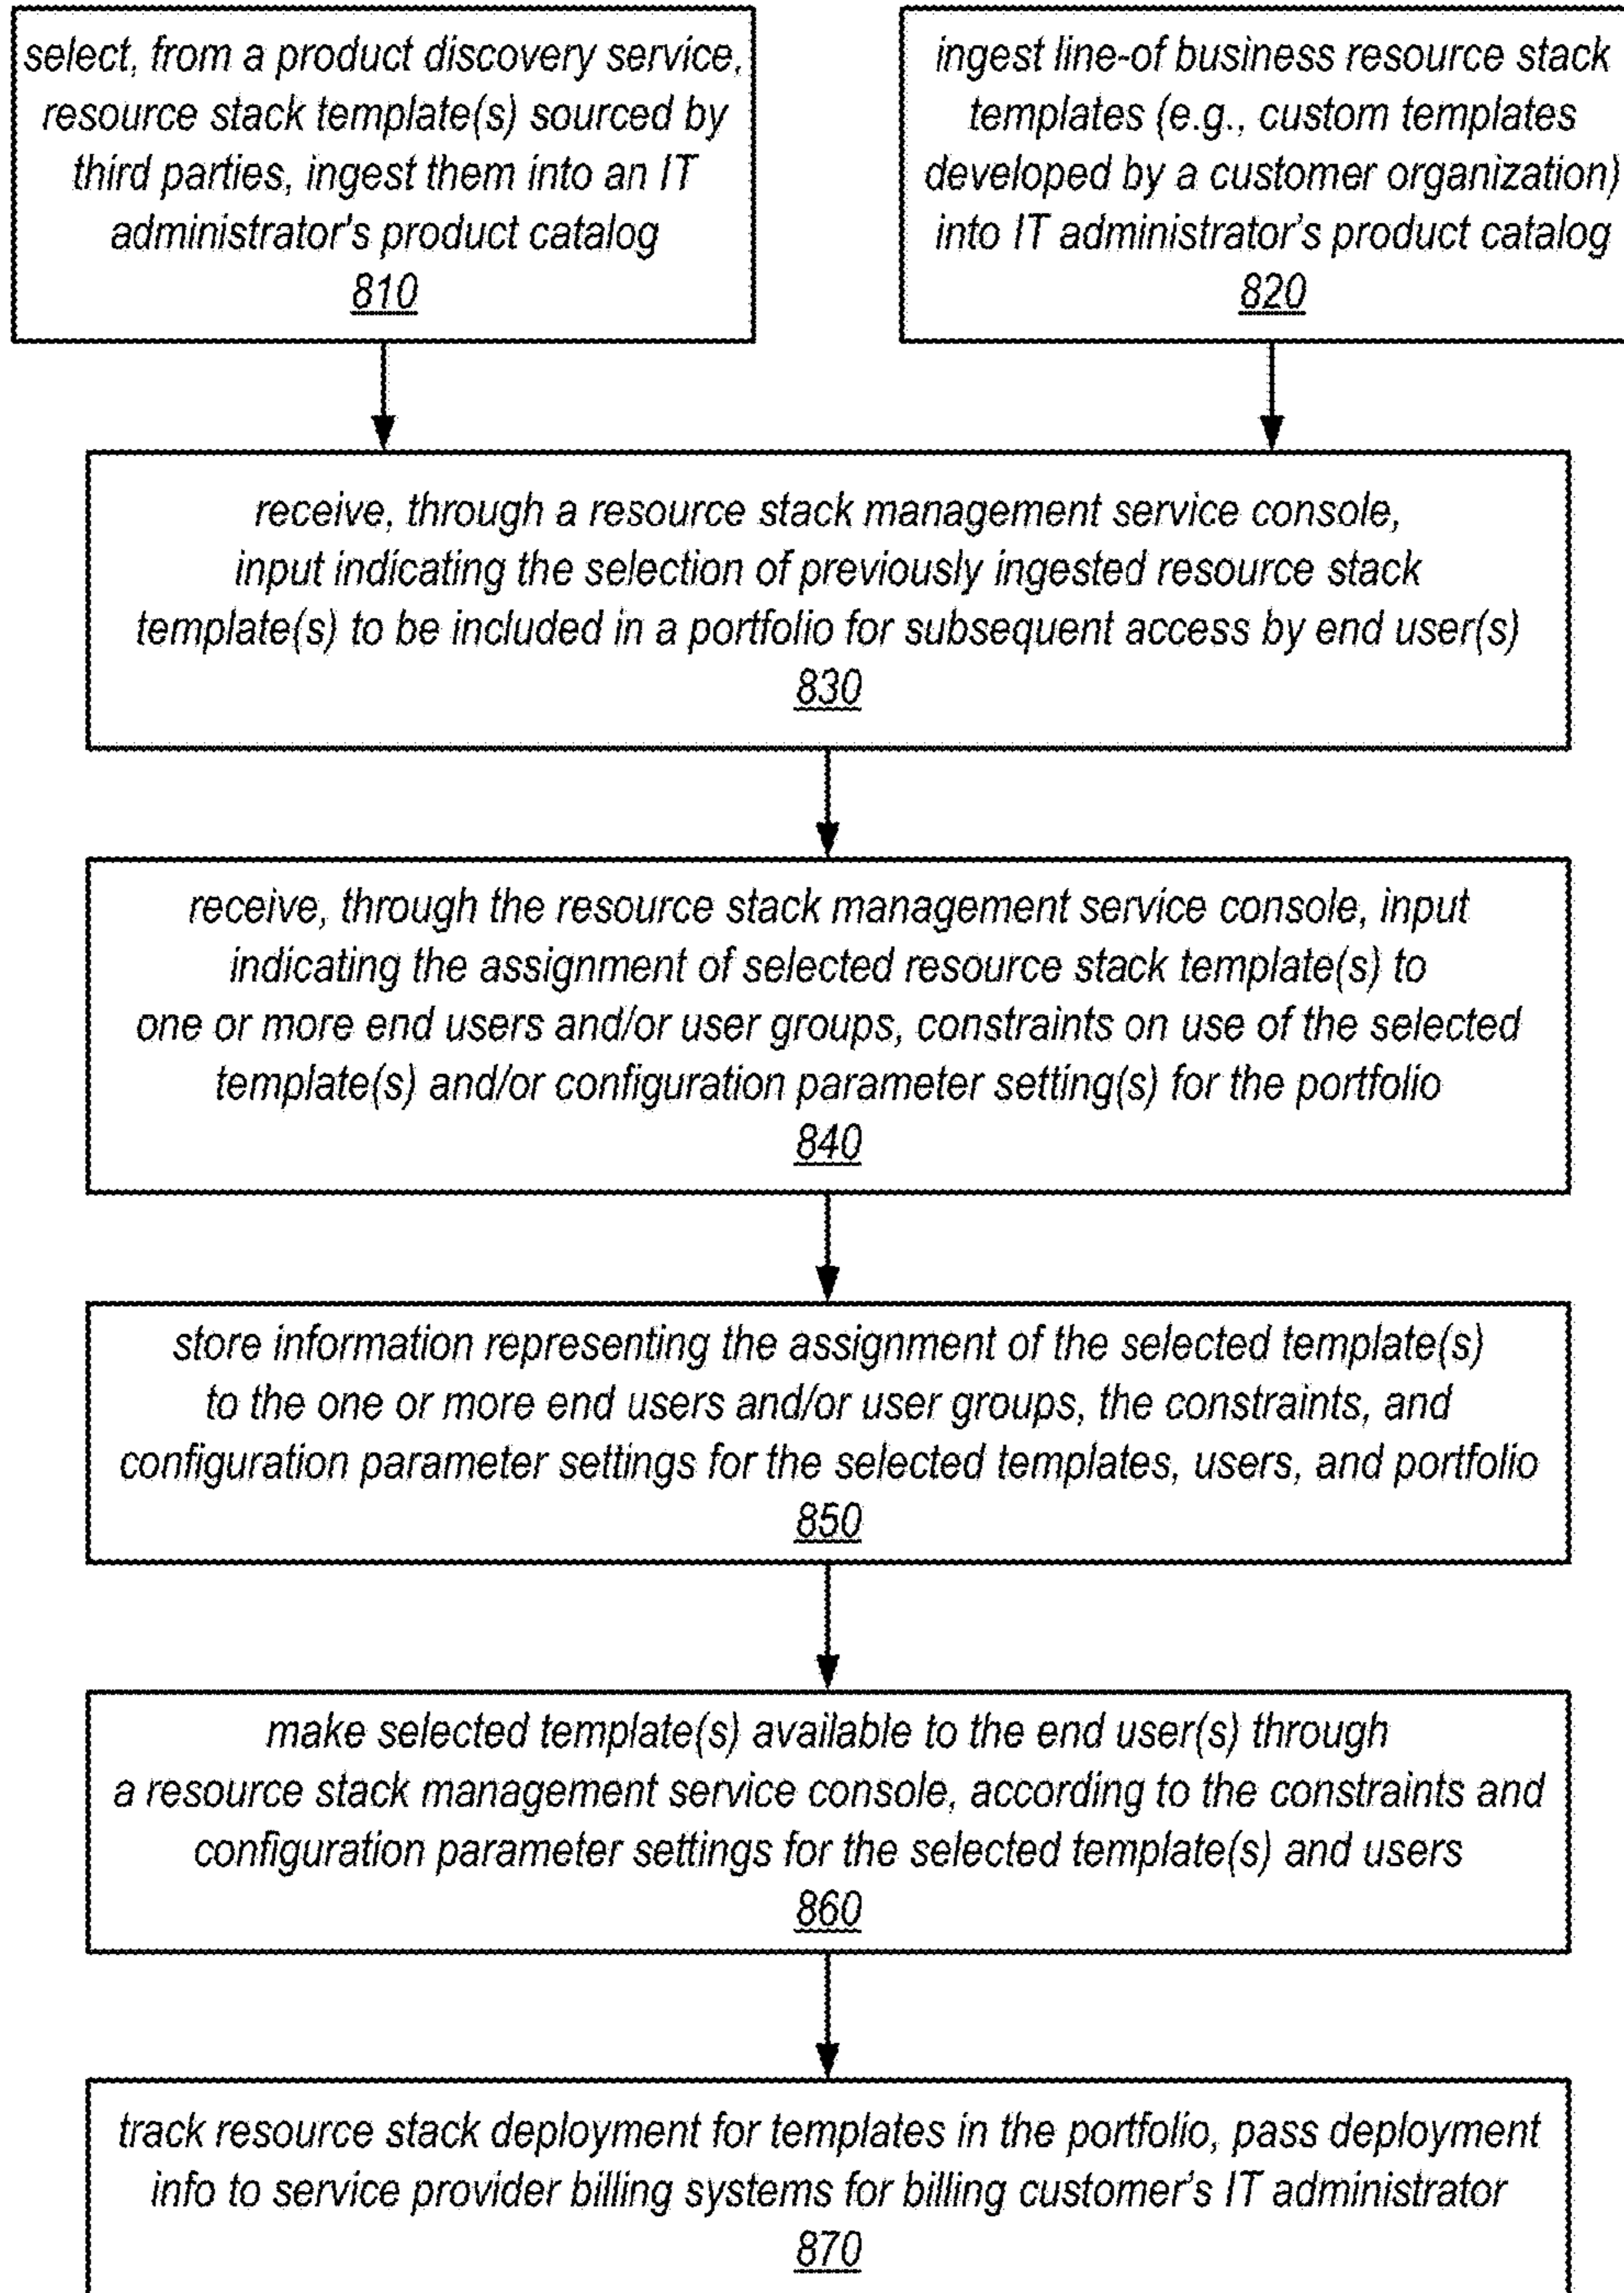 select, from a product discovery service,
resource stack template(s) sourced by
third parties, ingest them into an IT
administrator's product catalog
810
ingest line-of business resource stack
templates (e.g., custom templates
developed by a customer organization)
into IT administrator's product catalog
820
receive, through a resource stack management service console,
input indicating the selection of previously ingested resource stack
template(s) to be included in a portfolio for subsequent access by end user(s)
830
receive, through the resource stack management service console, input
indicating the assignment of selected resource stack template(s) to
one or more end users and/or user groups, constraints on use of the selected
template(s) and/or configuration parameter setting(s) for the portfolio
840
store information representing the assignment of the selected template(s)
to the one or more end users and/or user groups, the constraints, and
configuration parameter settings for the selected templates, users, and portfolio
850
make selected template(s) available to the end user(s) through
a resource stack management service console, according to the constraints and
configuration parameter settings for the selected template(s) and users
860
track resource stack deployment for templates in the portfolio, pass deployment
info to service provider billing systems for billing customer's IT administrator
870